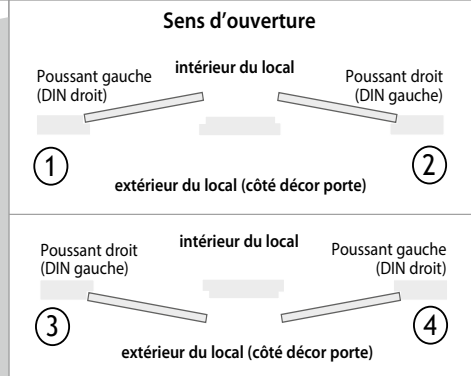 Sens d'ouverture
intérieur du local
Poussant gauche
(DIN droit)
Poussant droit
(DIN gauche)
1
2
extérieur du local (côté décor porte)
intérieur du local
Poussant droit
(DIN gauche)
Poussant gauche
(DIN droit)
3
4
extérieur du local (côté décor porte)